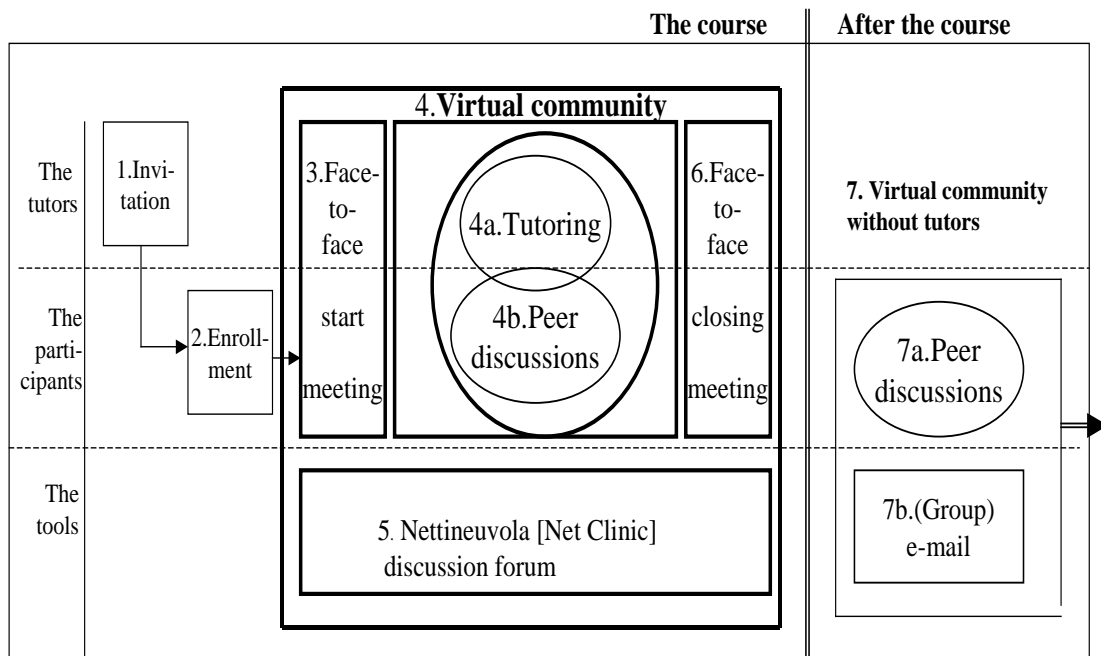 The course
After the course
4.Virtual community
The
tutors
1.Invi-
tation
3.Face-
to-
face
start
meeting
4a.Tutoring
4b.Peer
discussions
6.Face-
to-
face
closing
meeting
7. Virtual community
without tutors
The
parti-
cipants
2.Enroll-
ment
7a.Peer
discussions
The
tools
5. Nettineuvola [Net Clinic]
discussion forum
7b.(Group)
e-mail